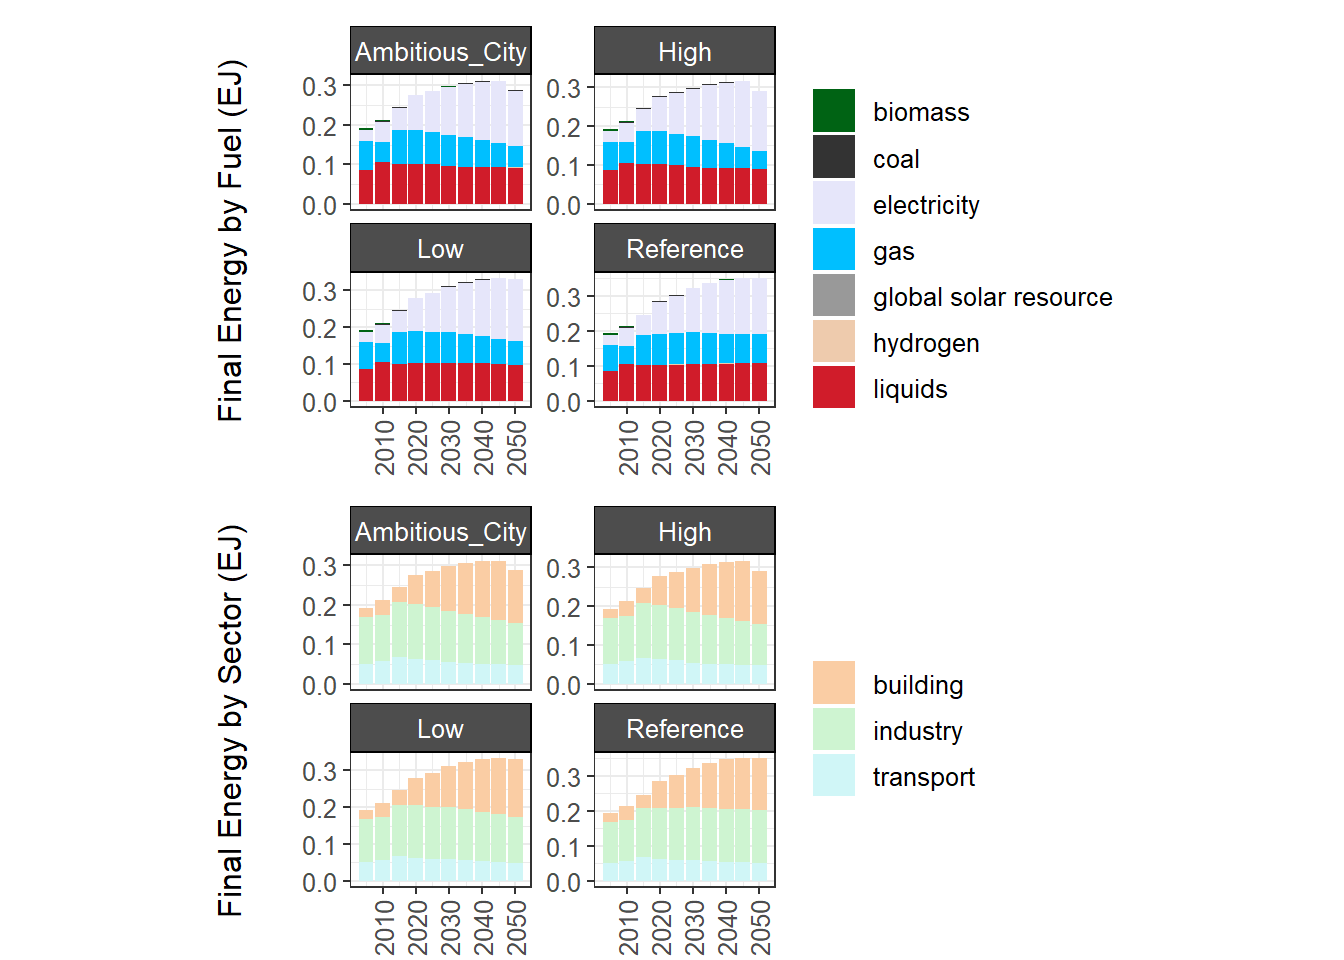 Final Energy by Fuel (EJ)
Ambitious_City
High
0.3
0.2
0.1
0.0
0.3
0.2
0.1
0.0
Low
Reference
0.3
0.2
0.1
0.0
0.3
0.2
0.1
0.0
2010 2020 2030 2040 2050
2010 2020 2030 2040 2050
biomass
coal
electricity
gas
global solar resource
hydrogen
liquids
Final Energy by Sector (EJ)
Ambitious_City
High
0.3
0.2
0.1
0.0
0.3
0.2
0.1
0.0
Low
Reference
0.3
0.2
0.1
0.0
0.3
0.2
0.1
0.0
2010 2020 2030 2040 2050
2010 2020 2030 2040 2050
building
industry
transport